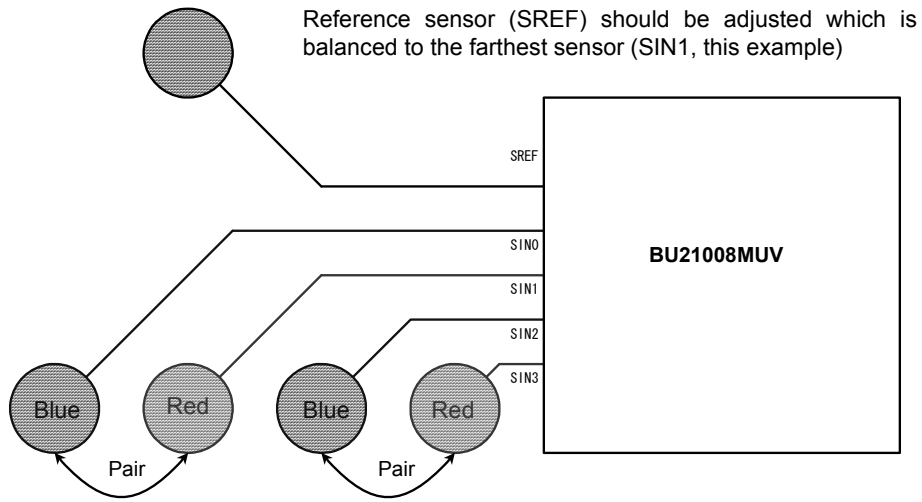 Reference sensor (SREF) should be adjusted which is
balanced to the farthest sensor (SIN1, this example)
SREF
SIN0
BU21008MUV
SIN1
SIN2
SIN3
Blue
Red
Blue
Red
Pair
Pair